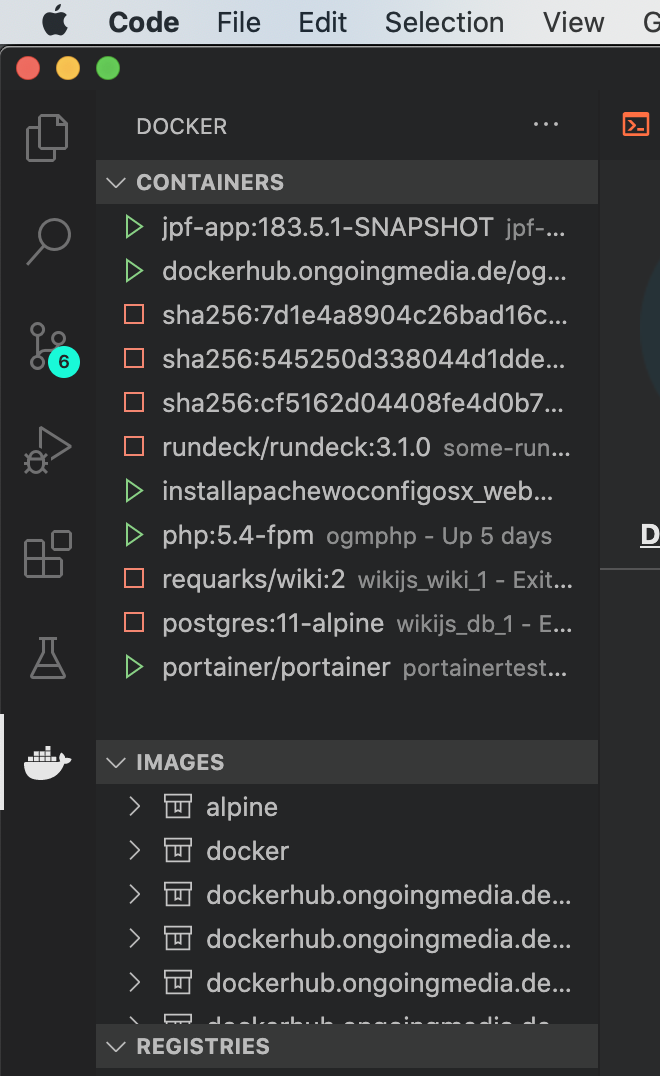 Code File Edit Selection View G
DOCKER ...
CONTAINERS
jpf-app:183.5.1-SNAPSHOT jpf-...
dockerhub.ongoingmedia.de/og...
sha256:7d1e4a8904c26bad16c...
sha256:545250d338044d1dde...
6
sha256:cf5162d04408fe4d0b7...
rundeck/rundeck:3.1.0 some-run...
installapachewoconfigosx_web...
php:5.4-fpm ogmphp - Up 5 days
D
requarks/wiki:2 wikijs_wiki_1 - Exit...
postgres:11-alpine wikijs_db_1 - E...
portainer/portainer portainertest...
IMAGES
alpine
docker
dockerhub.ongoingmedia.de...
dockerhub.ongoingmedia.de...
dockerhub.ongoingmedia.de...
dockerhub.ongoingmedia.de...
REGISTRIES